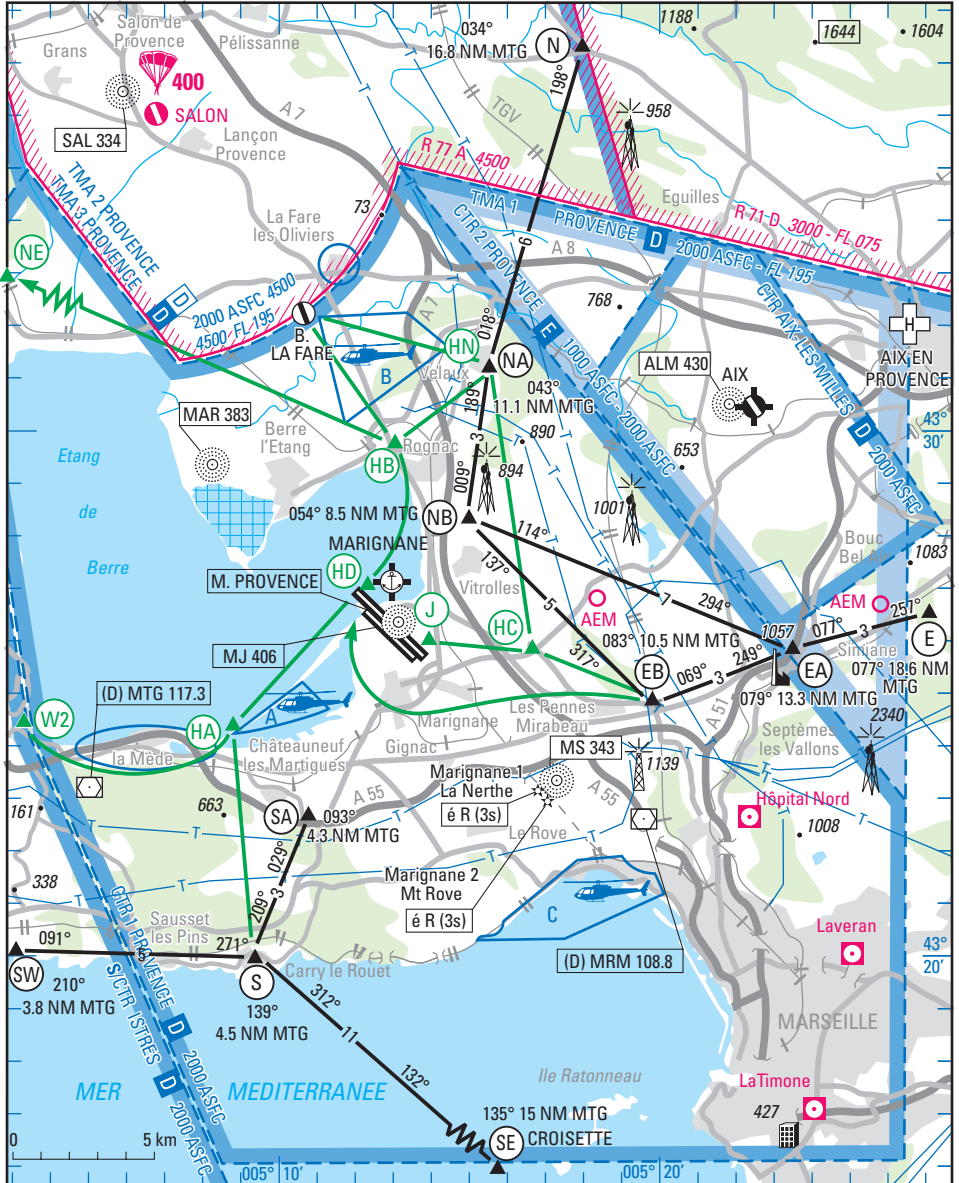 Salon de
Provence
Grans
Pélissanne
034°
16.8 NM MTG
N
1188
1644
1604
400
SALON
SAL 334
A 7
198°
TGV
958
Lançon
Provence
R 77 A 4500
Eguilles
TMA 2 PROVENCE
TMA 3 PROVENCE
73
La Fare
les Oliviers
TMA 1
PROVENCE
D
2000 ASFC - FL 195
R 71 D 3000 - FL 075
NE
D
2000 ASFC 4500
4500 FL 195
6
A 8
CTR 2 PROVENCE
E
1000 ASFC - 2000 ASFC
768
CTR AIX-LES MILLES
D
2000 ASFC
H
AIX EN
PROVENCE
B.
LA FARE
A 7
018°
HN
NA
Velaux
B
ALM 430
AIX
043°
11.1 NM MTG
189°
MAR 383
Berre
l'Etang
43°
30'
Etang
de
Berre
HB
Rognac
3
890
894
653
009°
054° 8.5 NM MTG
NB
1001
114°
MARIGNANE
Bouc
Bel Air
1083
HD
M. PROVENCE
137°
Vitrolles
J
HC
5
AEM
7
294°
AEM
251°
MJ 406
083° 10.5 NM MTG
1057
077°
3
E
Simiane
317°
EB
069°
3
249°
EA
077° 18.6 NM
MTG
079° 13.3 NM MTG
(D) MTG 117.3
W2
HA
A
la Mède
Châteauneuf
les Martigues
Marignane
Gignac
Les Pennes
Mirabeau
A 51
Septèmes
les Vallons
2340
MS 343
1139
Marignane 1
La Nerthe
é R (3s)
A 55
A 55
Hôpital Nord
161
663
SA
093°
4.3 NM MTG
Le Rove
1008
029°
3
209°
338
Marignane 2
Mt Rove
é R (3s)
C
Sausset
les Pins
CTR 1 PROVENCE
D
2000 ASFC
S/CTR ISTRES
D
2000 ASFC
Laveran
091°
271°
SW
S
Carry le Rouet
(D) MRM 108.8
43°
20'
210°
3.8 NM MTG
139°
4.5 NM MTG
312°
11
132°
MARSEILLE
MER MEDITERRANEE
Ile Ratonneau
La Timone
427
135° 15 NM MTG
CROISETTE
SE
0
5 km
005° 10'
005° 20'